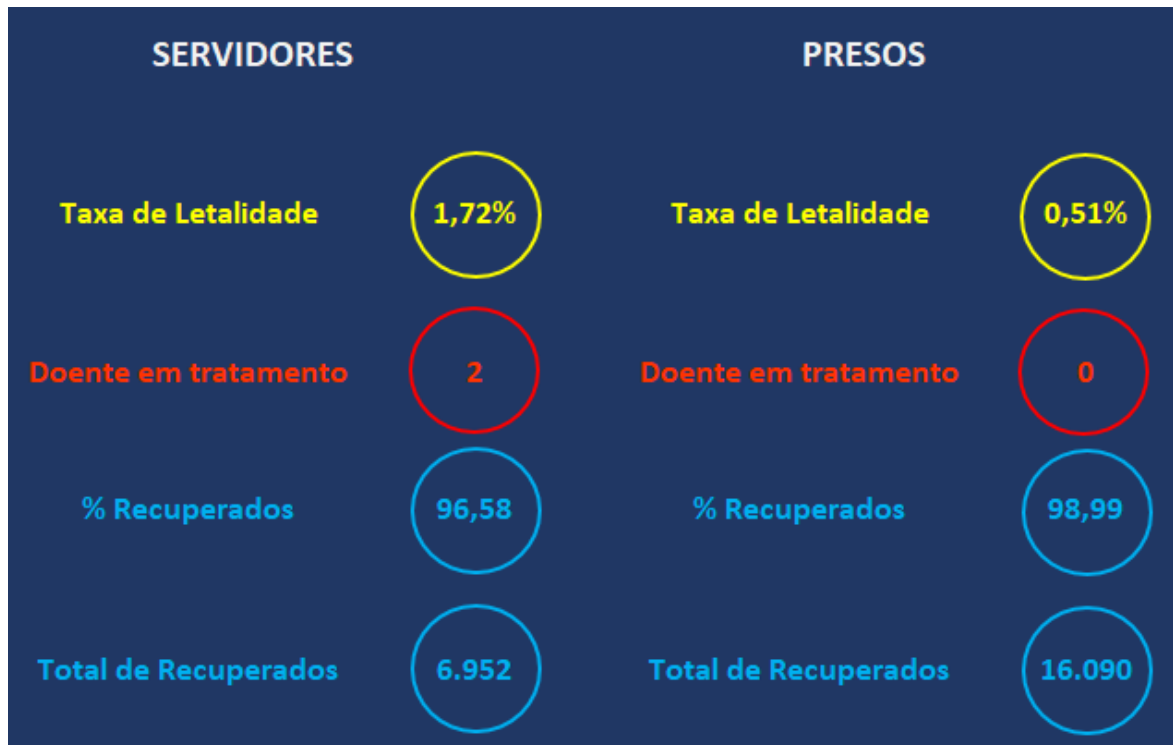 SERVIDORES
Taxa de Letalidade 1,72%
Doente em tratamento 2
% Recuperados 96,58
Total de Recuperados 6.952
PRESOS
Taxa de Letalidade 0,51%
Doente em tratamento 0
% Recuperados 98,99
Total de Recuperados 16.090